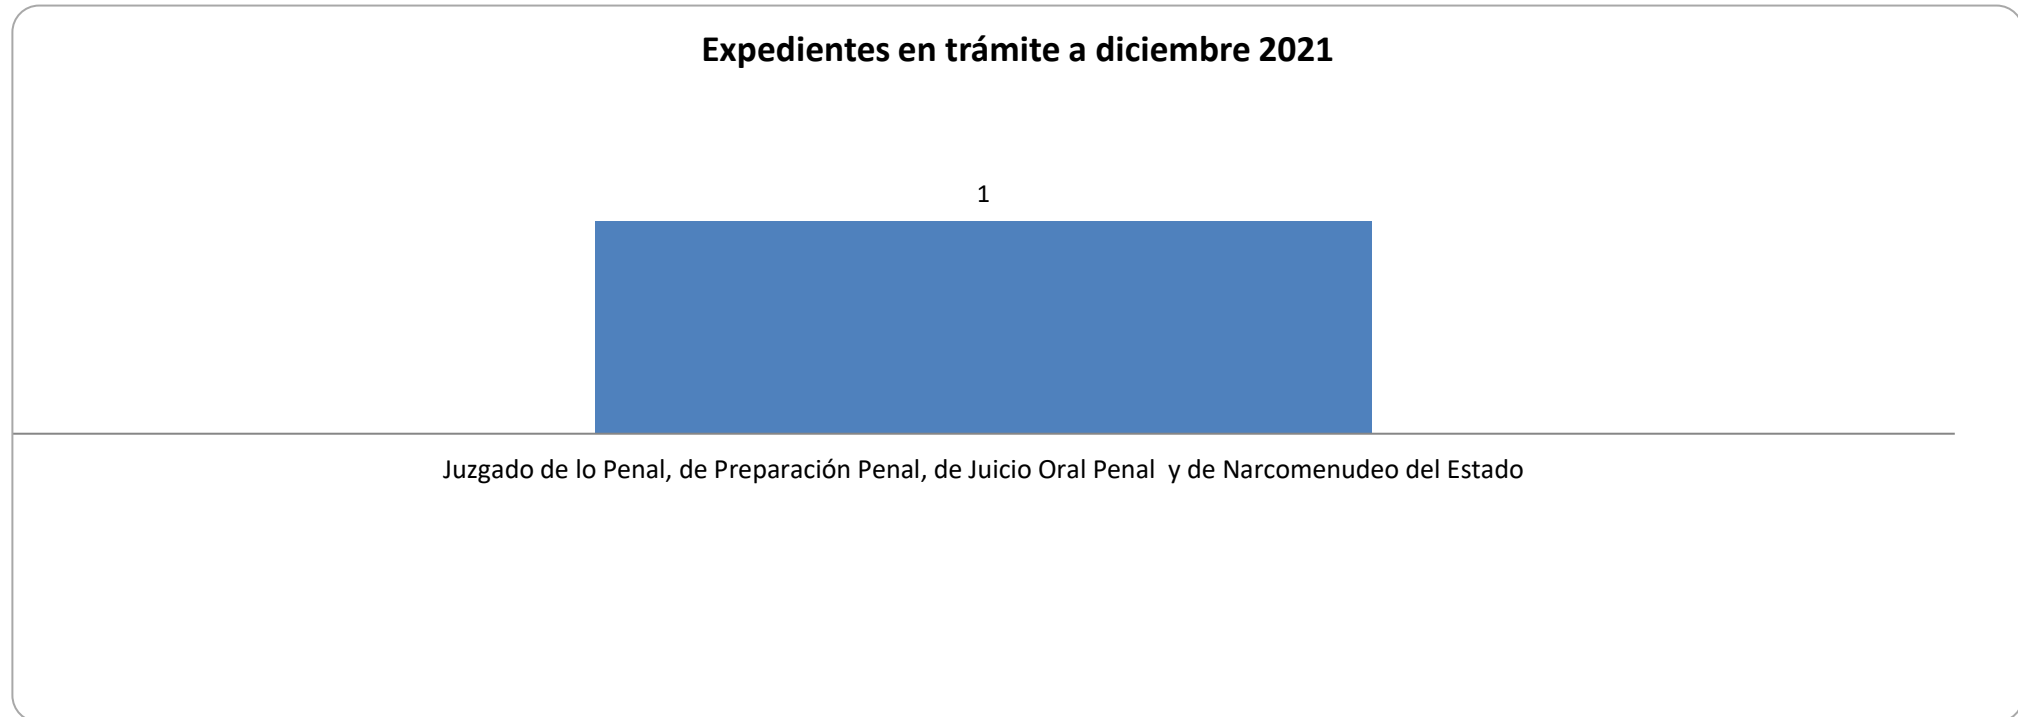 Expedientes en trámite a diciembre 2021
1
Juzgado de lo Penal, de Preparación Penal, de Juicio Oral Penal  y de Narcomenudeo del Estado